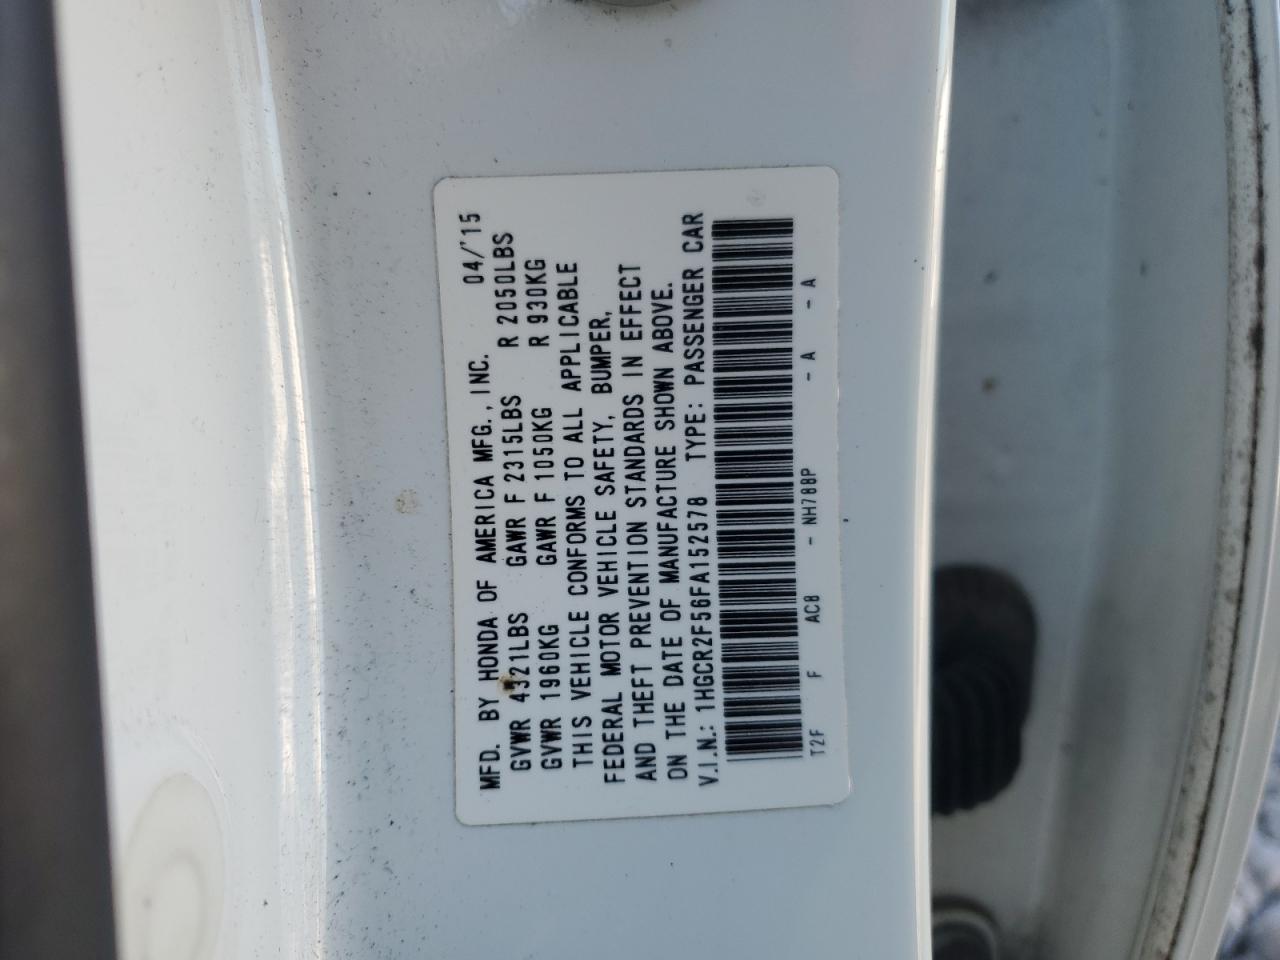 MFD. BY HONDA OF AMERICA MFG., INC. 04/'15
GVWR 4321LBS GAWR F 2315LBS R 2050LBS
GVWR 1960KG GAWR F 1050KG R 930KG
THIS VEHICLE CONFORMS TO ALL APPLICABLE
FEDERAL MOTOR VEHICLE SAFETY, BUMPER,
AND THEFT PREVENTION STANDARDS IN EFFECT
ON THE DATE OF MANUFACTURE SHOWN ABOVE.
V.I.N.: 1HGCR2F56FA152578 TYPE: PASSENGER CAR
T2F F AC8 - NH788P - A - A